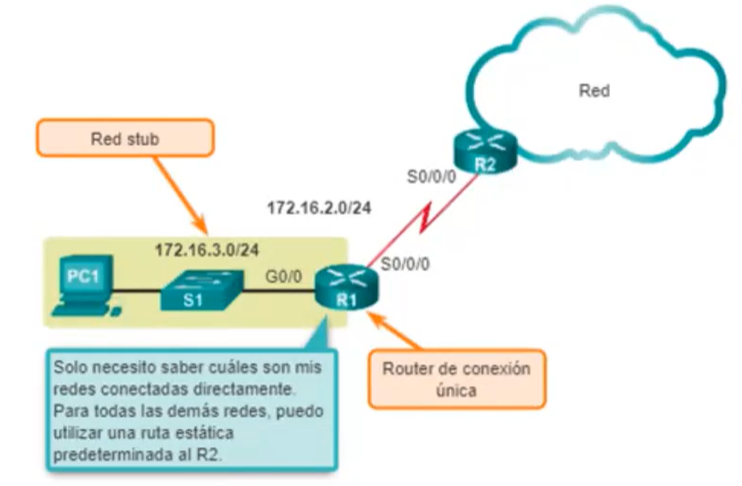 Red
Red stub
R2
S0/0/0
172.16.2.0/24
172.16.3.0/24
PC1
S1
G0/0
R1
S0/0/0
Solo necesito saber cuáles son mis
redes conectadas directamente.
Para todas las demás redes, puedo
utilizar una ruta estática
predeterminada al R2.
Router de conexión
única